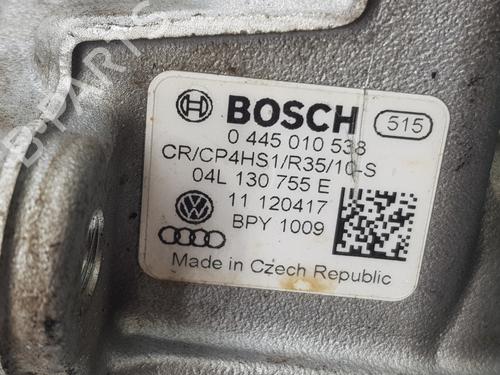 BOSCH 515
0 445 010 538
CR/CP4HS1/R35/10-S
04L 130 755 E
11 120417
BPY 1009
Made in Czech Republic
B-PARTS